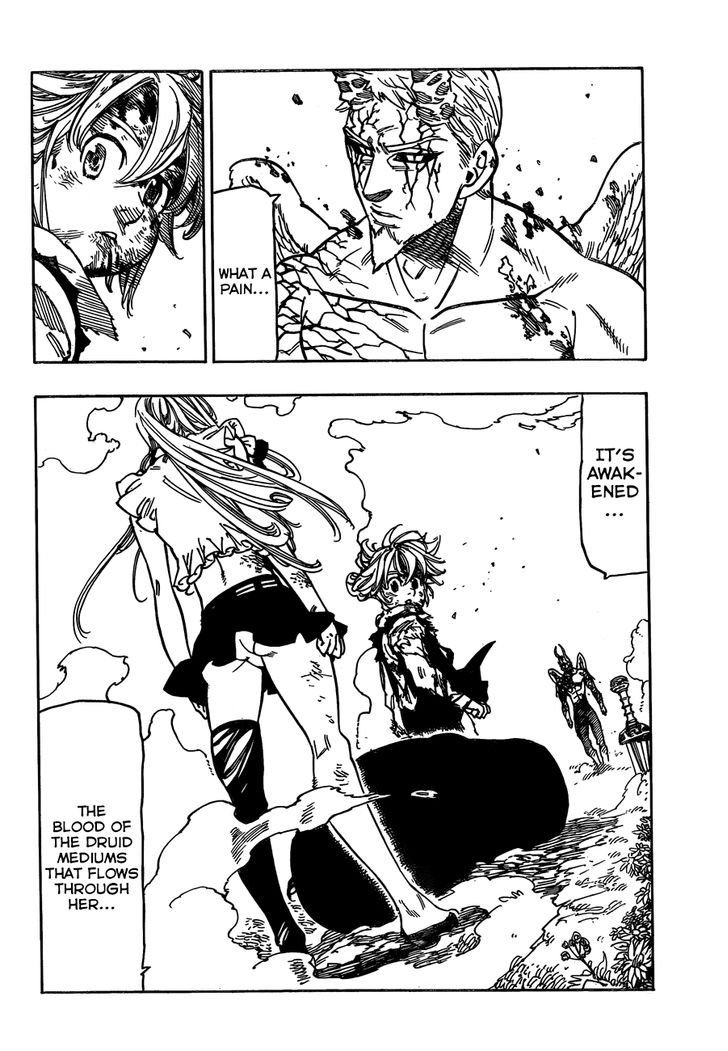 WHAT A
PAIN...
IT'S
AWAK-
ENED
...
THE
BLOOD OF
THE DRUID
MEDIUMS
THAT FLOWS
THROUGH
HER...